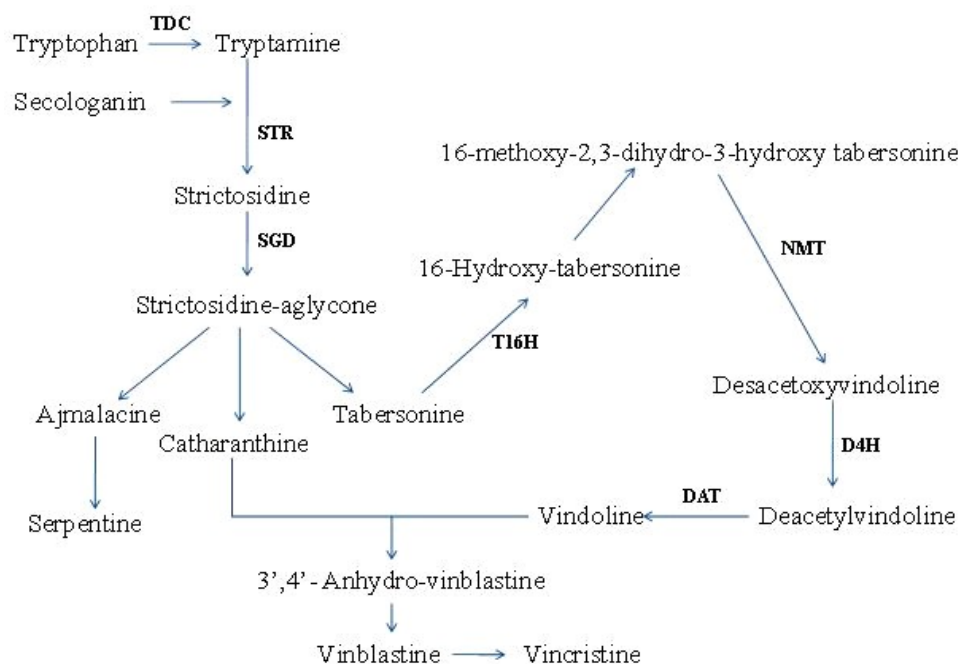 TDC
Tryptophan Tryptamine
Secologanin
STR
16-methoxy-2,3-dihydro-3-hydroxy tabersonine
Strictosidine
SGD
NMT
16-Hydroxy-tabersonine
Strictosidine-aglycone
T16H
Desacetoxyvindoline
Ajmalacine
Tabersonine
Catharanthine
D4H
DAT
Serpentine
Vindoline
Deacetylvindoline
3’,4’-Anhydro-vinblastine
Vinblastine Vincristine